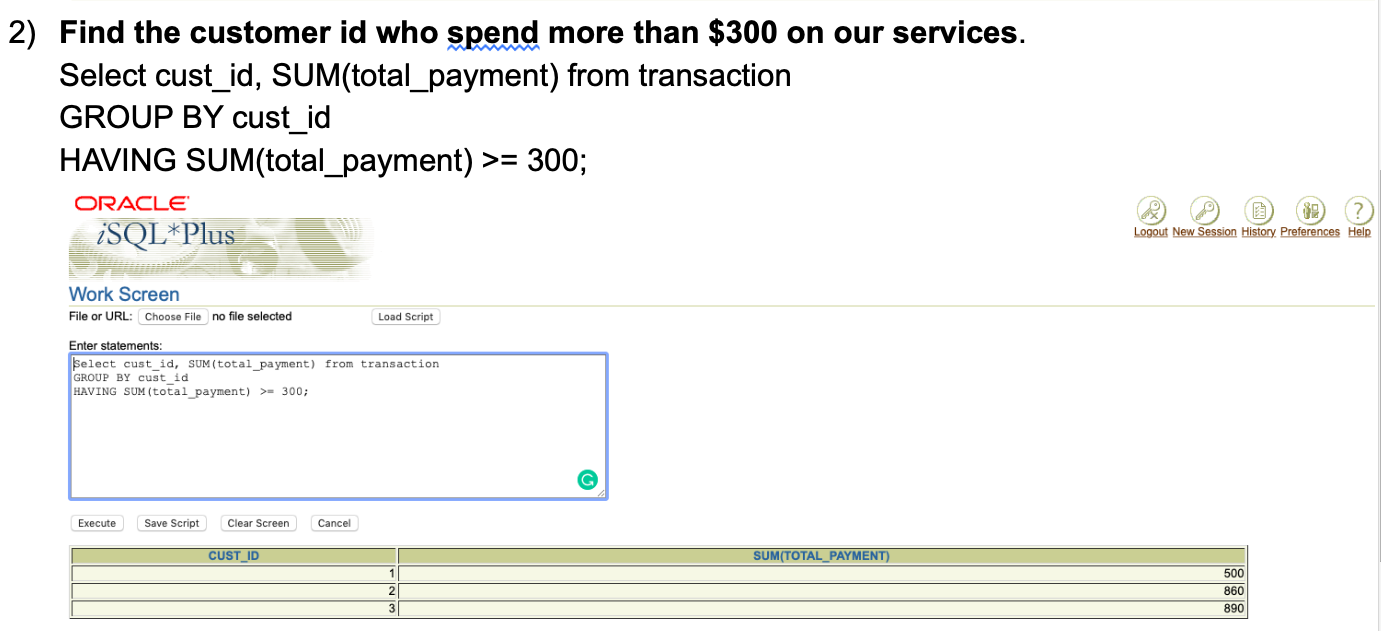 2) Find the customer id who spend more than $300 on our services.
Select cust_id, SUM(total_payment) from transaction
GROUP BY cust_id
HAVING SUM(total_payment) >= 300;
ORACLE
iSQL*Plus
Logout New Session History Preferences Help
Work Screen
File or URL: Choose File no file selected Load Script
Enter statements:
Select cust_id, SUM(total_payment) from transaction
GROUP BY cust_id
HAVING SUM(total_payment) >= 300;
Execute Save Script Clear Screen Cancel
CUST_ID SUM(TOTAL_PAYMENT)
1 500
2 860
3 890